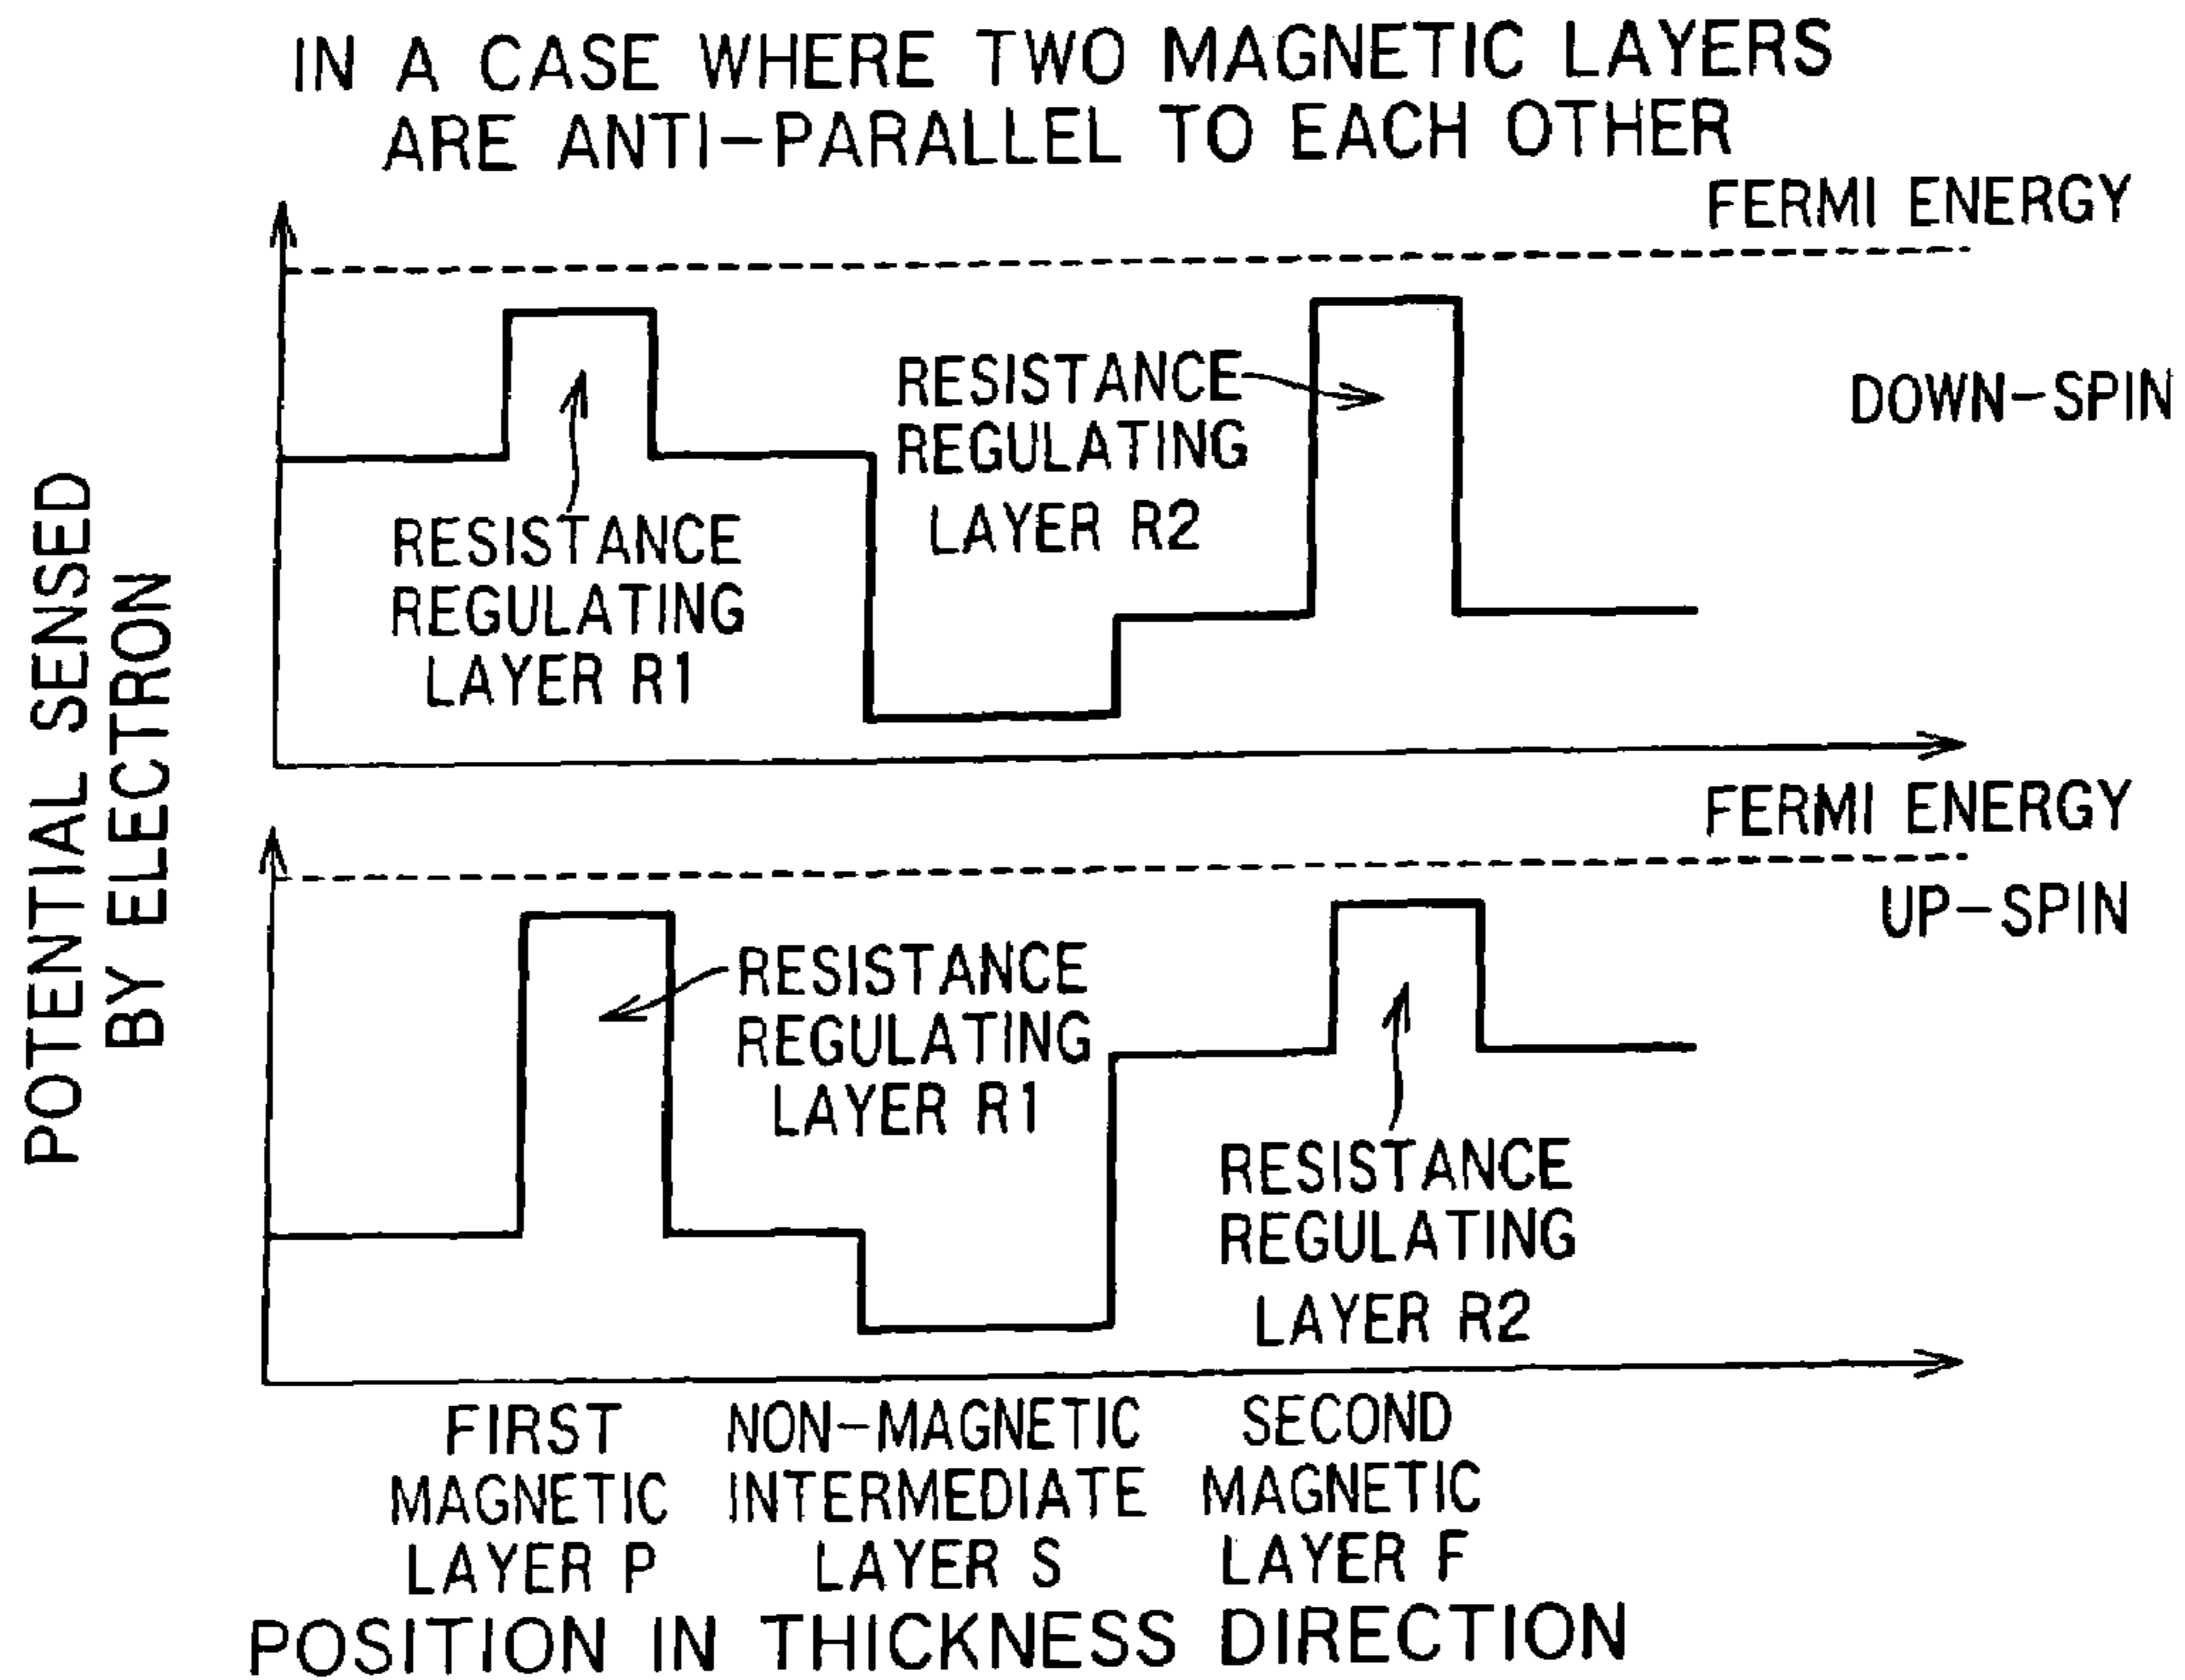 IN A CASE WHERE TWO MAGNETIC LAYERS
ARE ANTI-PARALLEL TO EACH OTHER
FERMI ENERGY
RESISTANCE
REGULATING
LAYER R2
DOWN-SPIN
RESISTANCE
REGULATING
LAYER R1
POTENTIAL SENSED
BY ELECTRON
FERMI ENERGY
UP-SPIN
RESISTANCE
REGULATING
LAYER R1
RESISTANCE
REGULATING
LAYER R2
FIRST
MAGNETIC
LAYER P
NON-MAGNETIC
INTERMEDIATE
LAYER S
SECOND
MAGNETIC
LAYER F
POSITION IN THICKNESS DIRECTION